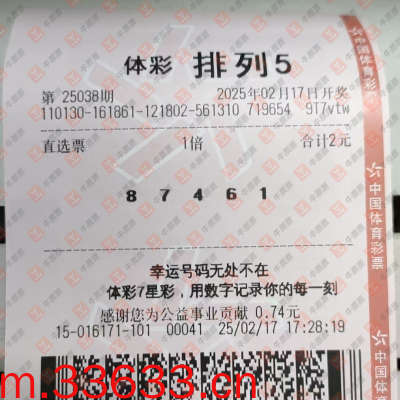 体彩 排列5
第 25038期 2025年02月17日开奖
110130-161861-121802-561310 719654 9T7vtw
直选票 1倍 合计2元
8 7 4 6 1
幸运号码无处不在
体彩7星彩，用数字记录你的每一刻
感谢您为公益事业贡献 0.74元
15-016171-101 00041 25/02/17 17:28:19
中国体育彩票
中国体育彩票
m.33633.cn